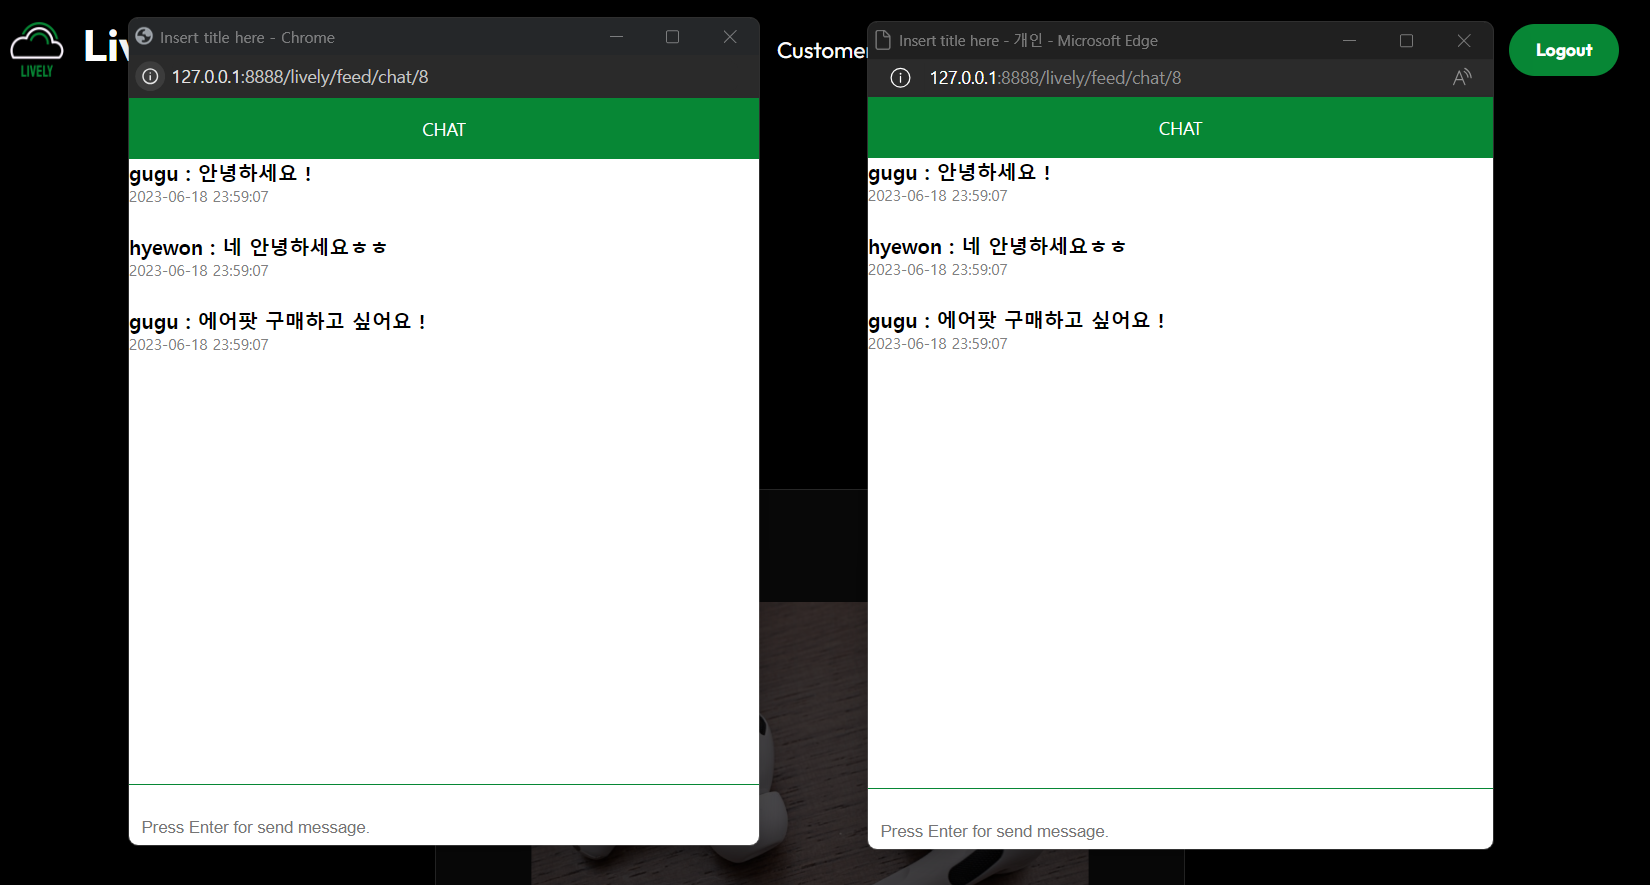 LIVELY
Liv
Customer
Logout
Insert title here - Chrome
127.0.0.1:8888/lively/feed/chat/8
CHAT
gugu : 안녕하세요 !
2023-06-18 23:59:07
hyewon : 네 안녕하세요ㅎㅎ
2023-06-18 23:59:07
gugu : 에어팟 구매하고 싶어요 !
2023-06-18 23:59:07
Press Enter for send message.
Insert title here - 개인 - Microsoft Edge
127.0.0.1:8888/lively/feed/chat/8
CHAT
gugu : 안녕하세요 !
2023-06-18 23:59:07
hyewon : 네 안녕하세요ㅎㅎ
2023-06-18 23:59:07
gugu : 에어팟 구매하고 싶어요 !
2023-06-18 23:59:07
Press Enter for send message.